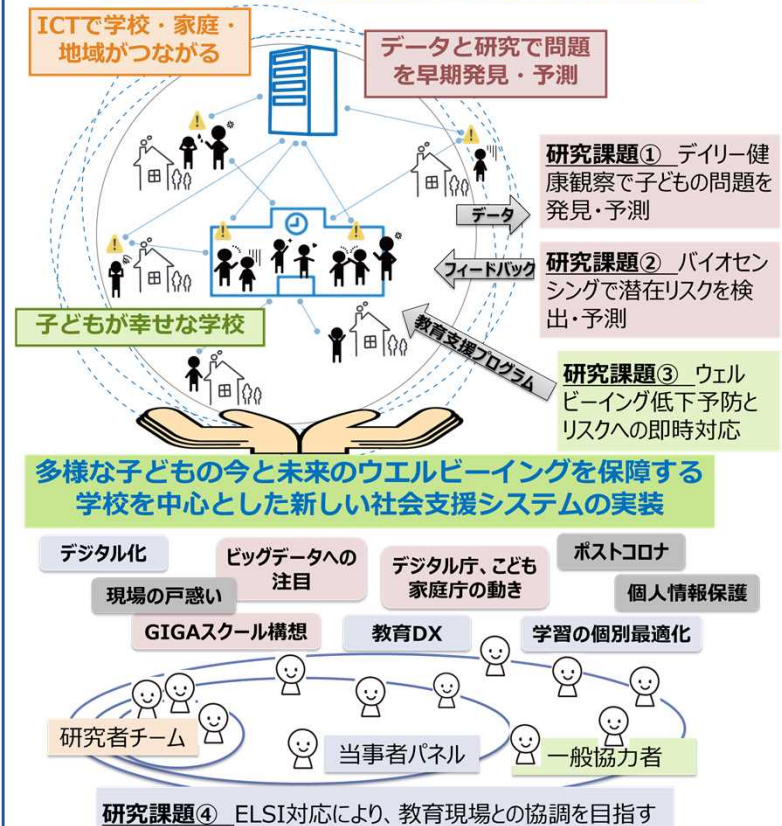 ICTで学校・家庭・
地域がつながる
データと研究で問題
を早期発見・予測
研究課題① デイリー健
康観察で子どもの問題を
発見・予測
データ
研究課題② バイオセン
シングで潜在リスクを検
出・予測
フィードバック
教育支援プログラム
子どもが幸せな学校
研究課題③ ウェル
ビーイング低下予防と
リスクへの即時対応
多様な子どもの今と未来のウエルビーイングを保障する
学校を中心とした新しい社会支援システムの実装
デジタル化
ビッグデータへの
注目
デジタル庁、こども
家庭庁の動き
ポストコロナ
現場の戸惑い
個人情報保護
GIGAスクール構想
教育DX
学習の個別最適化
研究者チーム
当事者パネル
一般協力者
研究課題④ ELSI対応により、教育現場との協調を目指す